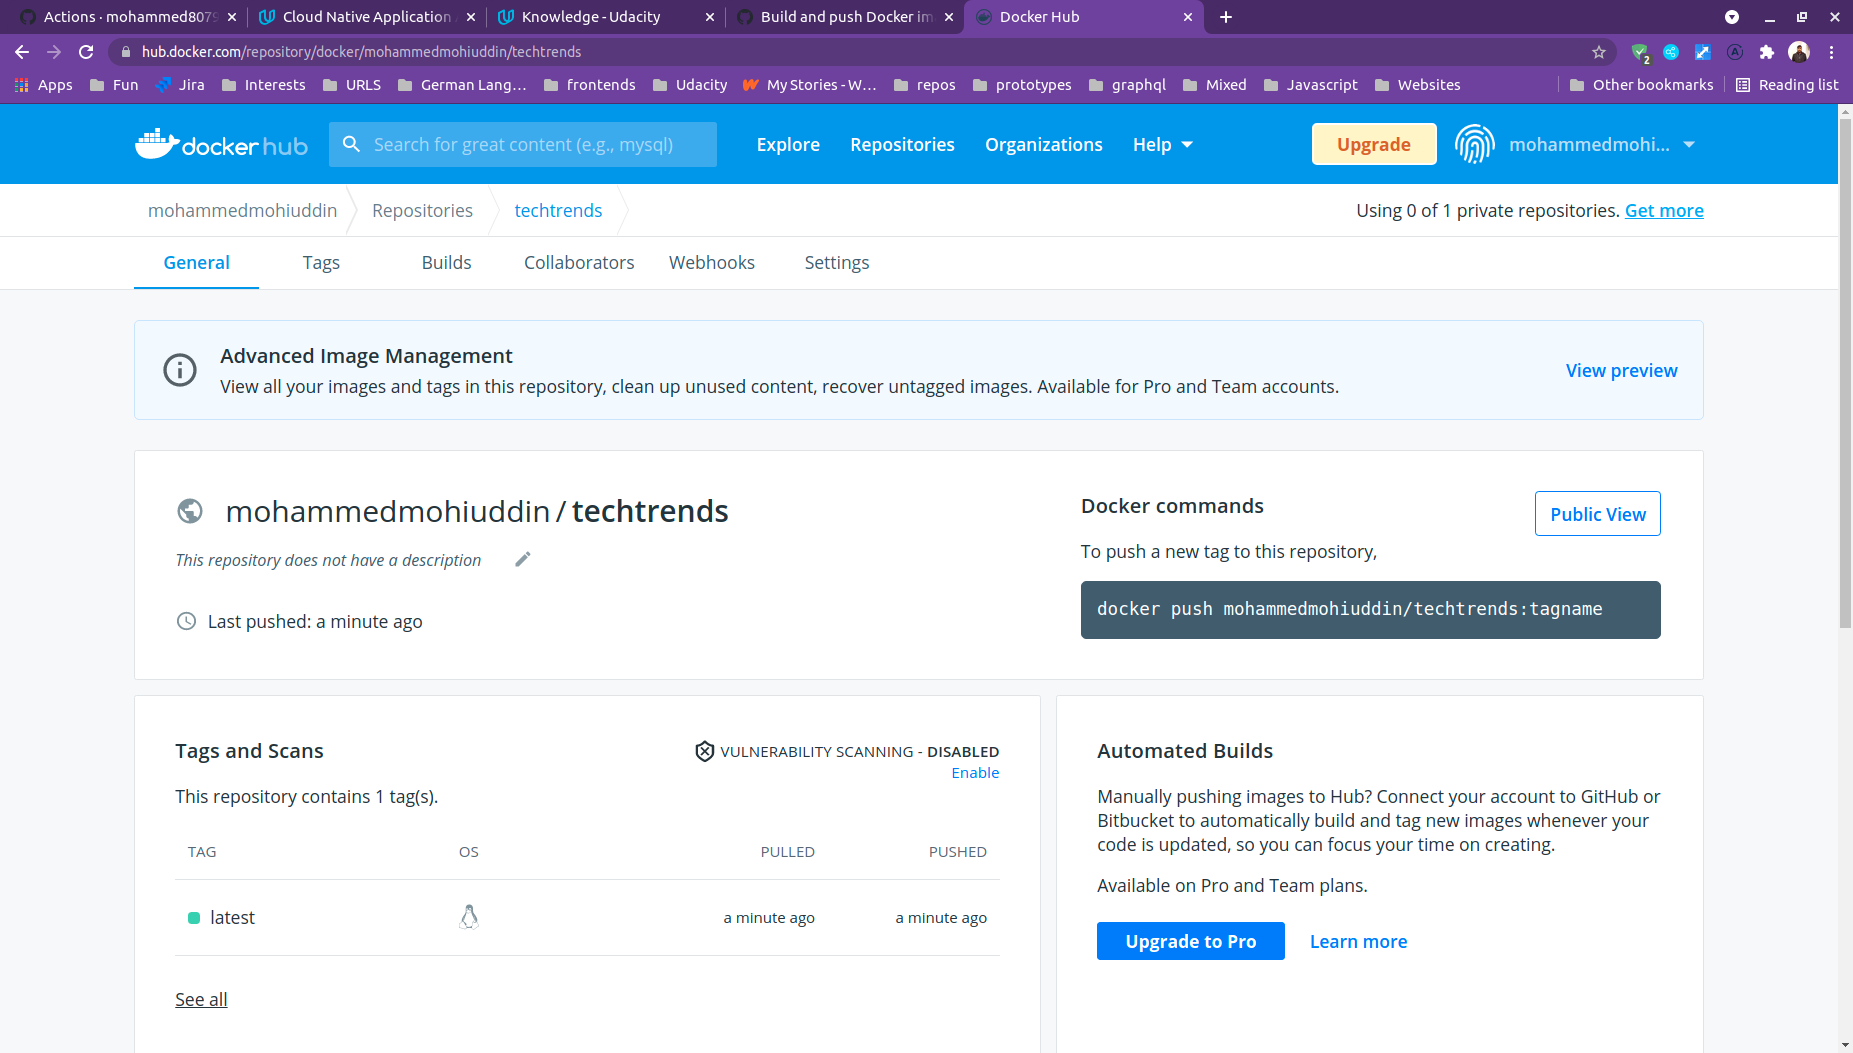 Actions · mohammed8079
Cloud Native Application
Knowledge - Udacity
Build and push Docker im
Docker Hub
hub.docker.com/repository/docker/mohammedmohiuddin/techtrends
2
Apps
Fun
Jira
Interests
URLS
German Lang...
frontends
Udacity
My Stories - W...
repos
prototypes
graphql
Mixed
Javascript
Websites
Other bookmarks
Reading list
docker hub
Search for great content (e.g., mysql)
Explore
Repositories
Organizations
Help
Upgrade
mohammedmohi...
mohammedmohiuddin
Repositories
techtrends
Using 0 of 1 private repositories. Get more
General
Tags
Builds
Collaborators
Webhooks
Settings
Advanced Image Management
View all your images and tags in this repository, clean up unused content, recover untagged images. Available for Pro and Team accounts.
View preview
mohammedmohiuddin / techtrends
This repository does not have a description
Last pushed: a minute ago
Docker commands
Public View
To push a new tag to this repository,
docker push mohammedmohiuddin/techtrends:tagname
Tags and Scans
VULNERABILITY SCANNING - DISABLED
Enable
This repository contains 1 tag(s).
TAG
OS
PULLED
PUSHED
latest
a minute ago
a minute ago
See all
Automated Builds
Manually pushing images to Hub? Connect your account to GitHub or
Bitbucket to automatically build and tag new images whenever your
code is updated, so you can focus your time on creating.
Available on Pro and Team plans.
Upgrade to Pro
Learn more